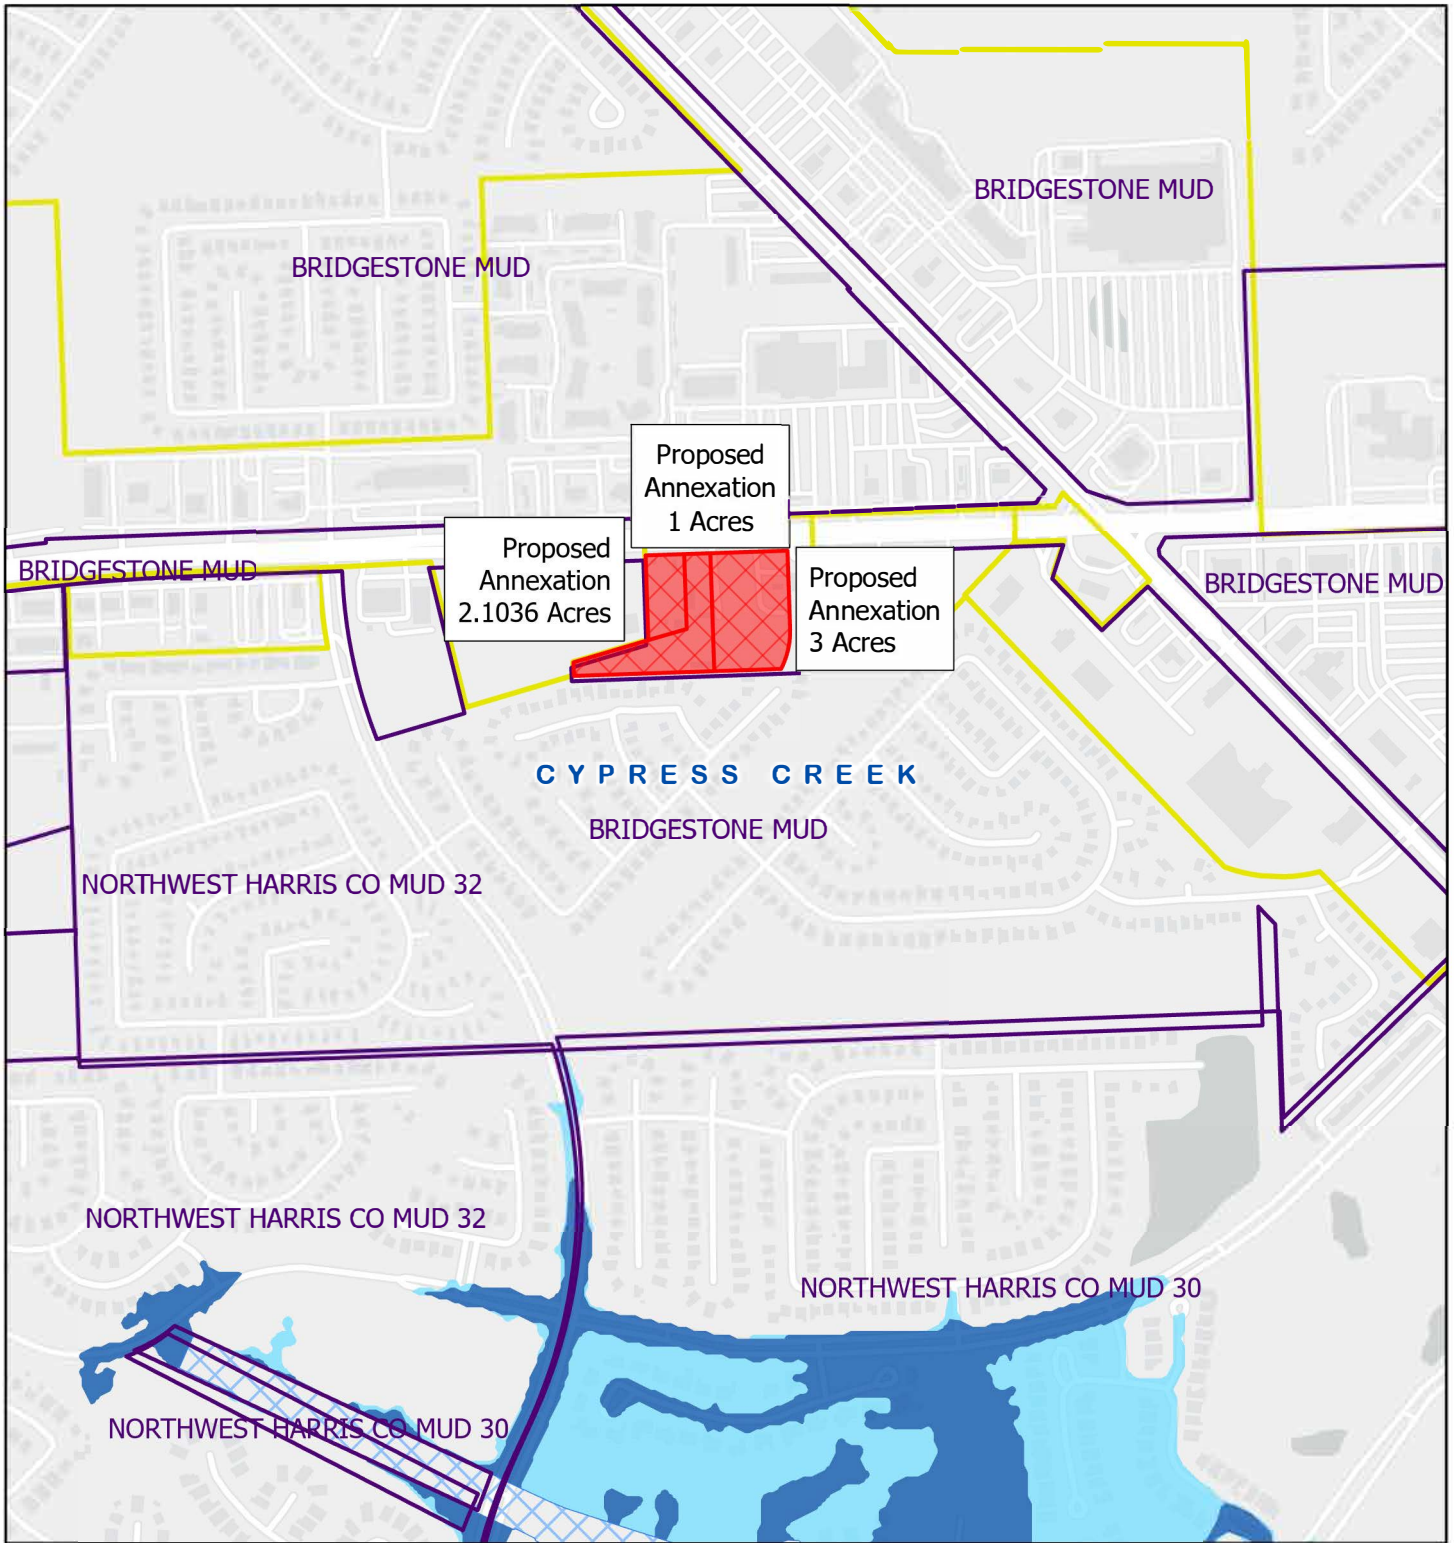 BRIDGESTONE MUD
BRIDGESTONE MUD
Proposed
Annexation
1 Acres
Proposed
Annexation
2.1036 Acres
BRIDGESTONE MUD
Proposed
Annexation
3 Acres
BRIDGESTONE MUD
CYPRESS CREEK
BRIDGESTONE MUD
NORTHWEST HARRIS CO MUD 32
NORTHWEST HARRIS CO MUD 32
NORTHWEST HARRIS CO MUD 30
NORTHWEST HARRIS CO MUD 30